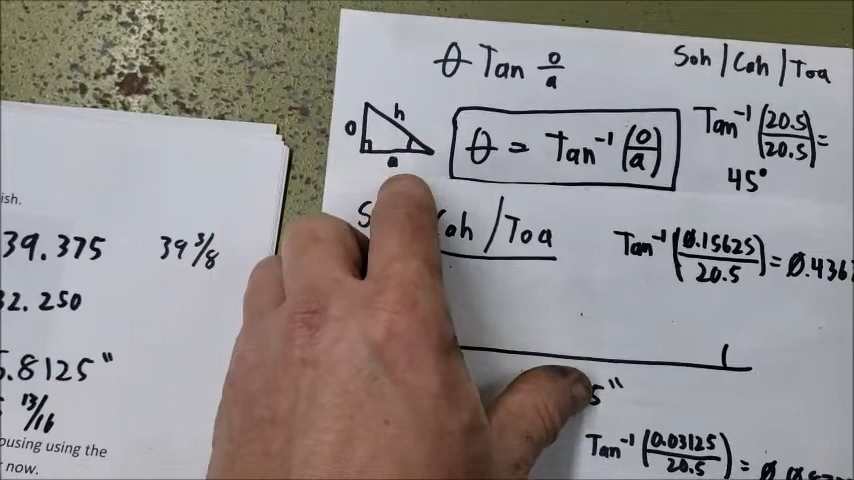 ish.
39.375 39 3/8
32.250
.8125"
13/16
ousing using the
now.
θ Tan o/a
Soh | Cah | Toa
o h a
θ = Tan⁻¹ (o/a)
Tan⁻¹ (20.5/20.5) =
45°
Cah / Toa
Tan⁻¹ (0.15625/20.5) = 0.436
5"
Tan⁻¹ (0.03125/20.5) =